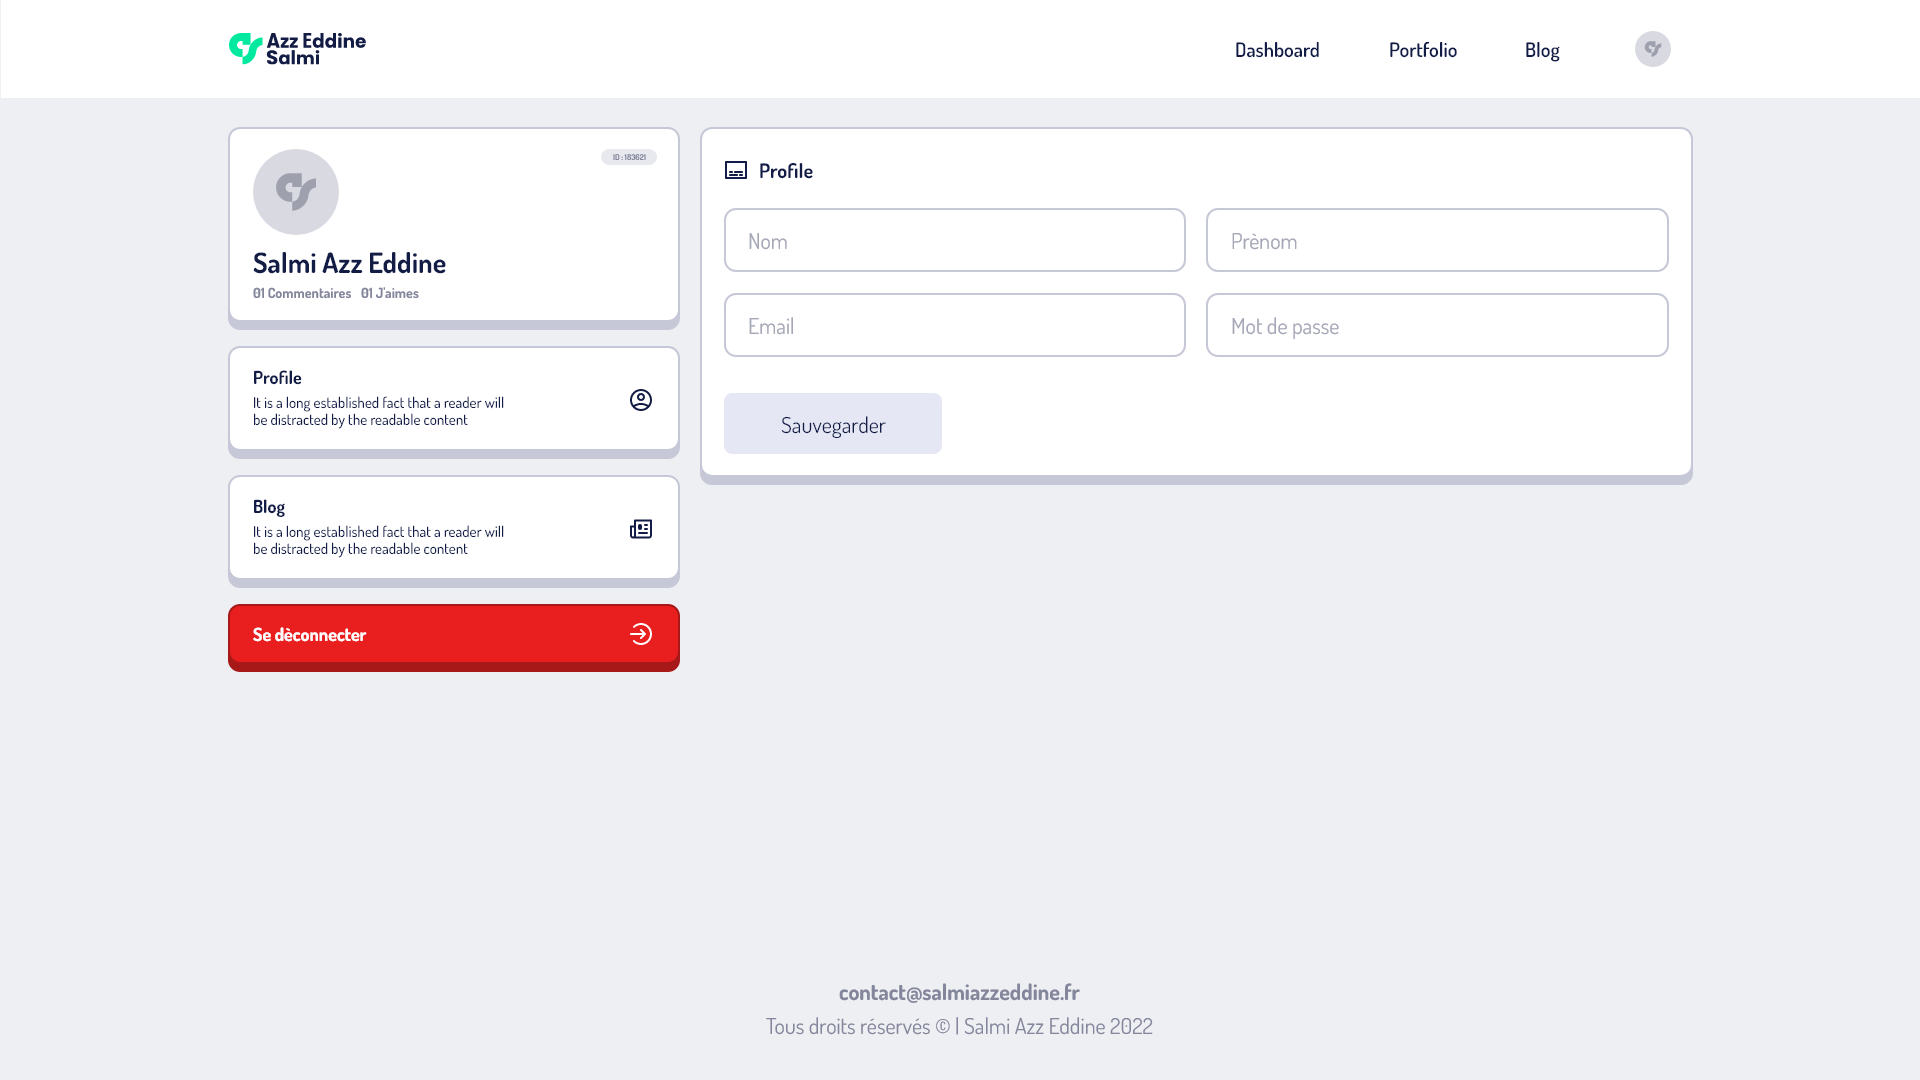 Azz Eddine
Salmi
Dashboard
Portfolio
Blog
ID : 183621
Salmi Azz Eddine
01 Commentaires 01 J'aimes
Profile
It is a long established fact that a reader will
be distracted by the readable content
Blog
It is a long established fact that a reader will
be distracted by the readable content
Se dèconnecter
Profile
Nom
Prènom
Email
Mot de passe
Sauvegarder
contact@salmiazzeddine.fr
Tous droits réservés © | Salmi Azz Eddine 2022